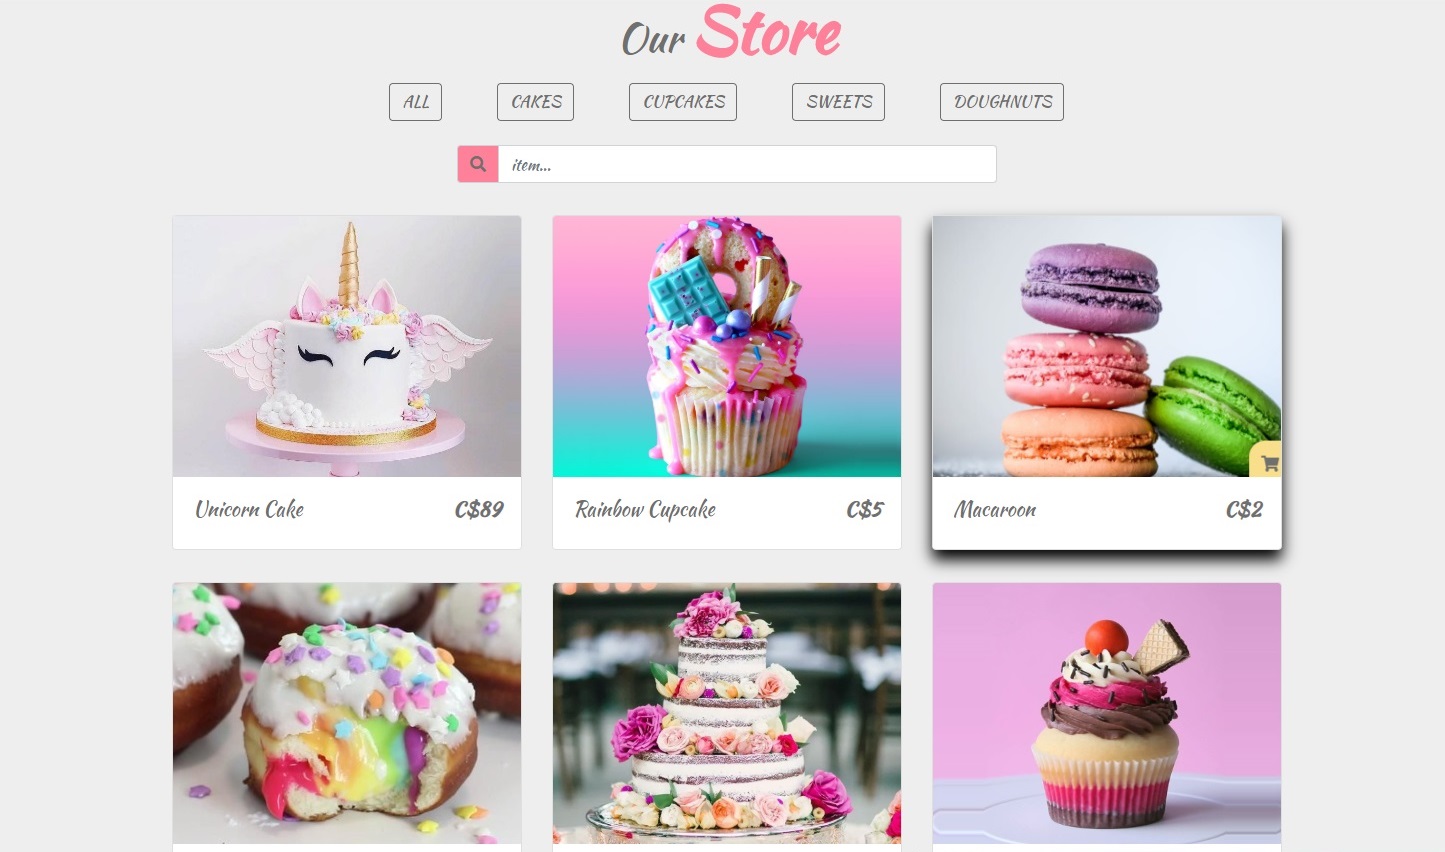 Our Store
ALL CAKES CUPCAKES SWEETS DOUGHNUTS
item...
Unicorn Cake C$89
Rainbow Cupcake C$5
Macaroon C$2